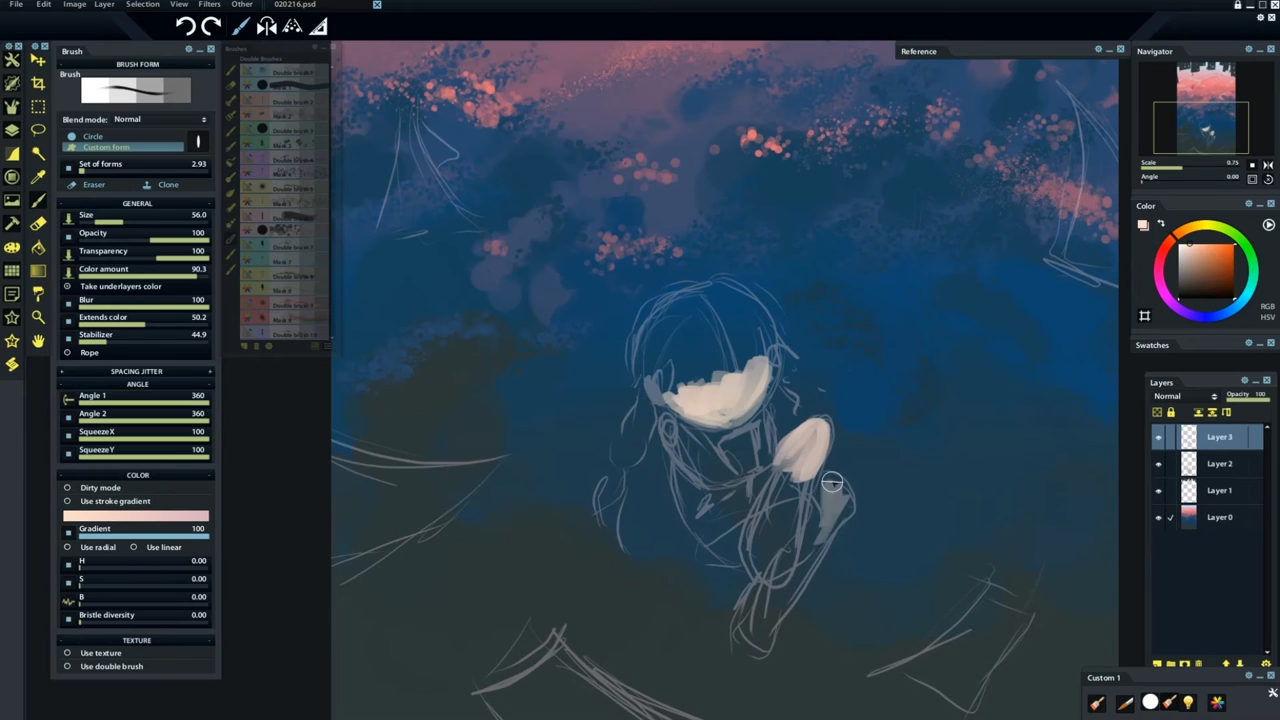 File Edit Image Layer Selection View Filters Other 020216.psd
Brush
BRUSH FORM
Brush
Blend mode: Normal
Circle
Custom form
Set of forms 2.93
Eraser Clone
GENERAL
Size 56.0
Opacity 100
Transparency 100
Color amount 90.3
Take underlayers color
Blur 100
Extends color 50.2
Stabilizer 44.9
Rope
+ SPACING JITTER +
- ANGLE -
Angle 1 360
Angle 2 360
SqueezeX 100
SqueezeY 100
- COLOR -
Dirty mode
Use stroke gradient
Gradient 100
Use radial Use linear
H 0.00
S 0.00
B 0.00
Bristle diversity 0.00
- TEXTURE -
Use texture
Use double brush
Brushes
Double Brushes
Reference
Navigator
Scale 0.75
Angle 0.00
Color
RGB
HSV
Swatches
Layers
Normal Opacity 100
Layer 3
Layer 2
Layer 1
Layer 0
Custom 1